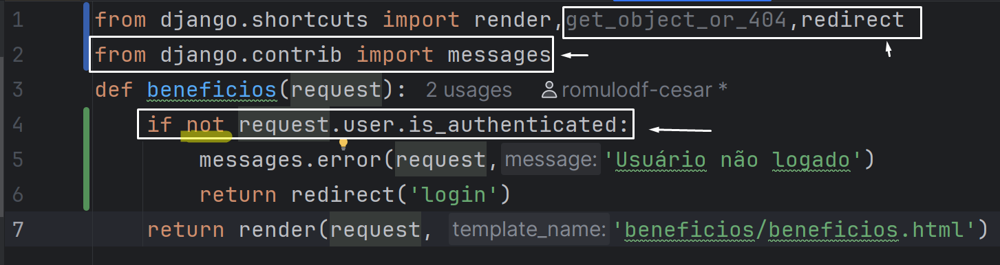 1 from django.shortcuts import render,get_object_or_404,redirect
2 from django.contrib import messages
3 def beneficios(request): 2 usages romulodf-cesar *
4 if not request.user.is_authenticated:
5 messages.error(request, message: 'Usuário não logado')
6 return redirect('login')
7 return render(request, template_name: 'beneficios/beneficios.html')